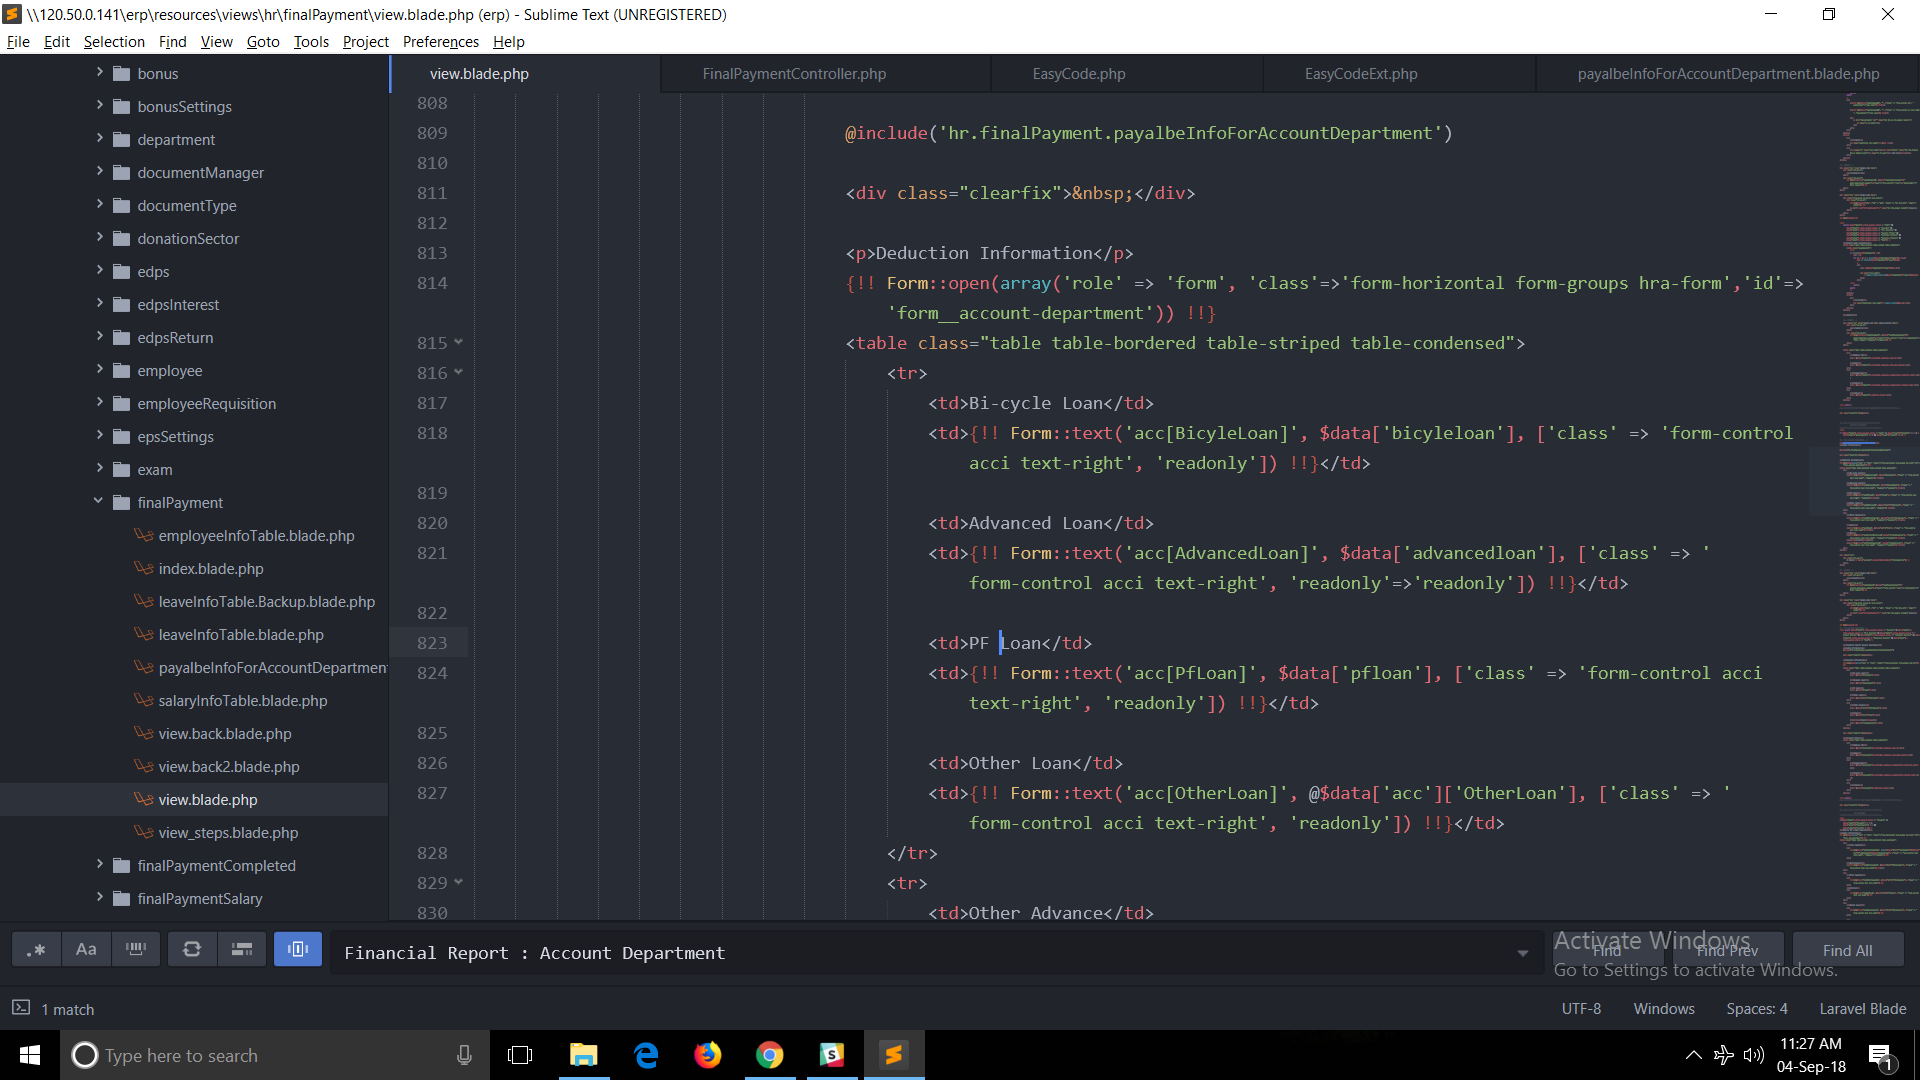 \\120.50.0.141\erp\resources\views\hr\finalPayment\view.blade.php (erp) - Sublime Text (UNREGISTERED)
File Edit Selection Find View Goto Tools Project Preferences Help
bonus
bonusSettings
department
documentManager
documentType
donationSector
edps
edpsInterest
edpsReturn
employee
employeeRequisition
epsSettings
exam
finalPayment
employeeInfoTable.blade.php
index.blade.php
leaveInfoTable.Backup.blade.php
leaveInfoTable.blade.php
payalbeInfoForAccountDepartmen
salaryInfoTable.blade.php
view.back.blade.php
view.back2.blade.php
view.blade.php
view_steps.blade.php
finalPaymentCompleted
finalPaymentSalary
view.blade.php FinalPaymentController.php EasyCode.php EasyCodeExt.php payalbeInfoForAccountDepartment.blade.php
808
809 @include('hr.finalPayment.payalbeInfoForAccountDepartment')
810
811 <div class="clearfix">&nbsp;</div>
812
813 <p>Deduction Information</p>
814 {!! Form::open(array('role' => 'form', 'class'=>'form-horizontal form-groups hra-form','id'=>
'form__account-department')) !!}
815 <table class="table table-bordered table-striped table-condensed">
816 <tr>
817 <td>Bi-cycle Loan</td>
818 <td>{!! Form::text('acc[BicyleLoan]', $data['bicyleloan'], ['class' => 'form-control
acci text-right', 'readonly']) !!}</td>
819
820 <td>Advanced Loan</td>
821 <td>{!! Form::text('acc[AdvancedLoan]', $data['advancedloan'], ['class' => '
form-control acci text-right', 'readonly'=>'readonly']) !!}</td>
822
823 <td>PF Loan</td>
824 <td>{!! Form::text('acc[PfLoan]', $data['pfloan'], ['class' => 'form-control acci
text-right', 'readonly']) !!}</td>
825
826 <td>Other Loan</td>
827 <td>{!! Form::text('acc[OtherLoan]', @$data['acc']['OtherLoan'], ['class' => '
form-control acci text-right', 'readonly']) !!}</td>
828 </tr>
829 <tr>
830 <td>Other Advance</td>
.* Aa Financial Report : Account Department Find Find Prev Find All
Activate Windows
Go to Settings to activate Windows.
1 match UTF-8 Windows Spaces: 4 Laravel Blade
Type here to search
11:27 AM
04-Sep-18
1